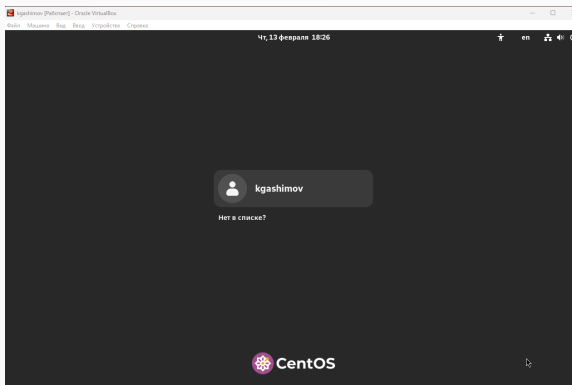 kgashimov [Работает] - Oracle VirtualBox
Файл Машина Вид Ввод Устройства Справка
Чт, 13 февраля 18:26
en
kgashimov
Нет в списке?
CentOS